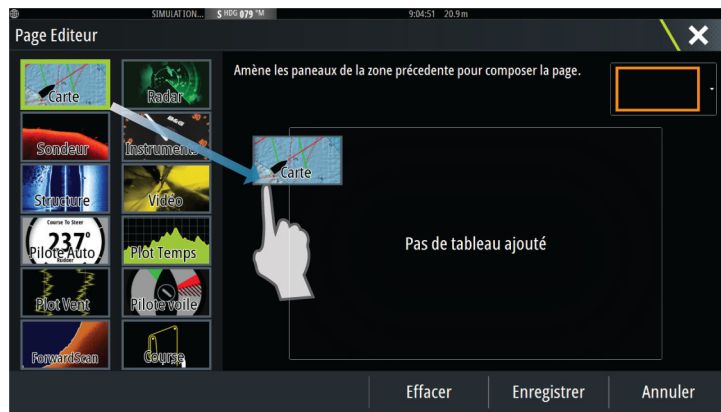 SIMULATION... S HDG 079 °M 9:04:51 20.9 m
Page Editeur
Amène les panneaux de la zone précedente pour composer la page.
Carte Radar
Carte
Sondeur Instruments
Structure Vidéo
Course To Steer
237°
Rudder
Pilote Auto Plot Temps
Pas de tableau ajouté
Plot Vent Pilote voile
ForwardScan Course
Effacer Enregistrer Annuler